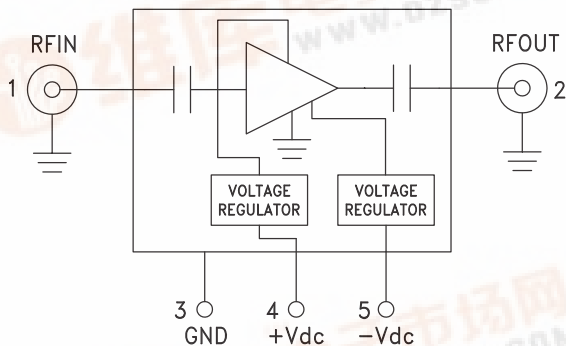 RFIN
RFOUT
1
2
VOLTAGE
REGULATOR
VOLTAGE
REGULATOR
3
4
5
GND
+Vdc
-Vdc